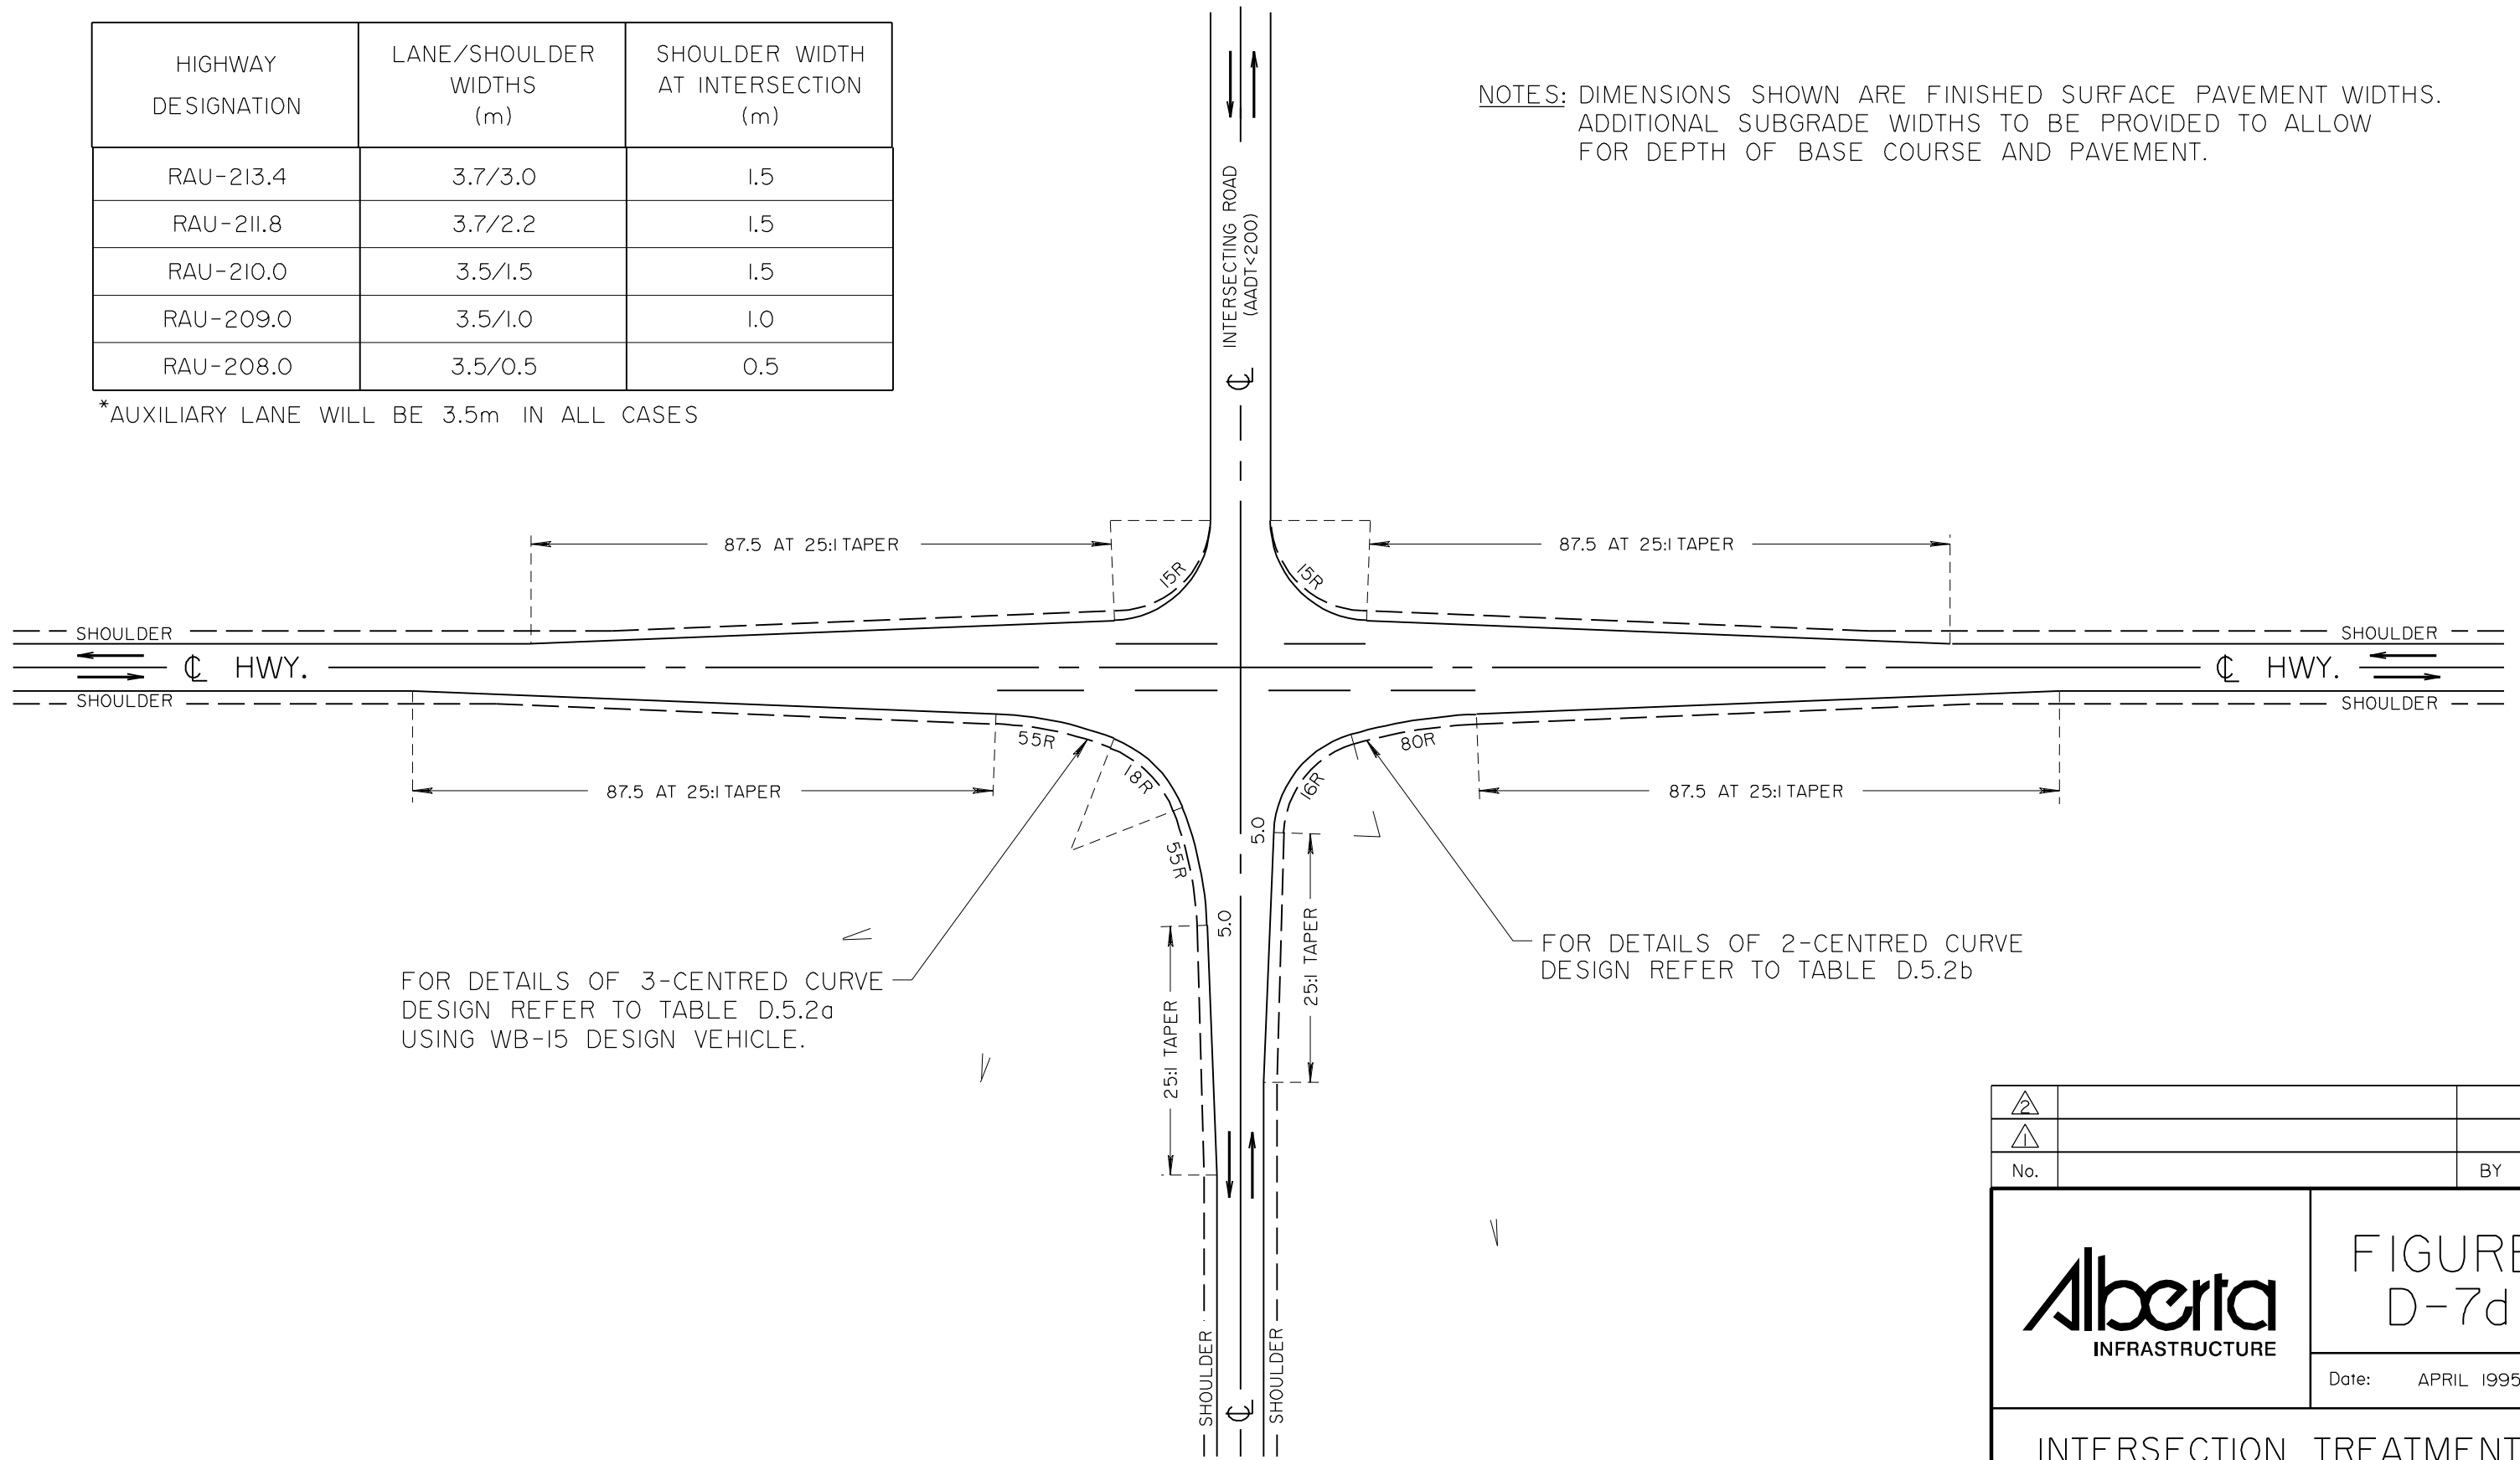 HIGHWAY DESIGNATION
LANE/SHOULDER WIDTHS (m)
SHOULDER WIDTH AT INTERSECTION (m)
RAU-213.4 3.7/3.0 1.5
RAU-211.8 3.7/2.2 1.5
RAU-210.0 3.5/1.5 1.5
RAU-209.0 3.5/1.0 1.0
RAU-208.0 3.5/0.5 0.5
*AUXILIARY LANE WILL BE 3.5m IN ALL CASES
NOTES: DIMENSIONS SHOWN ARE FINISHED SURFACE PAVEMENT WIDTHS.
ADDITIONAL SUBGRADE WIDTHS TO BE PROVIDED TO ALLOW
FOR DEPTH OF BASE COURSE AND PAVEMENT.
INTERSECTING ROAD
(AADT<200)
℄
87.5 AT 25:1 TAPER
87.5 AT 25:1 TAPER
15R
15R
SHOULDER
SHOULDER
℄ HWY.
℄ HWY.
SHOULDER
SHOULDER
55R
80R
18R
16R
87.5 AT 25:1 TAPER
87.5 AT 25:1 TAPER
5.0
55R
5.0
25:1 TAPER
25:1 TAPER
FOR DETAILS OF 2-CENTRED CURVE
DESIGN REFER TO TABLE D.5.2b
FOR DETAILS OF 3-CENTRED CURVE
DESIGN REFER TO TABLE D.5.2a
USING WB-15 DESIGN VEHICLE.
SHOULDER
℄
SHOULDER
2
1
No. BY
Alberta
INFRASTRUCTURE
FIGURE
D-7d
Date: APRIL 1995
INTERSECTION TREATMENT